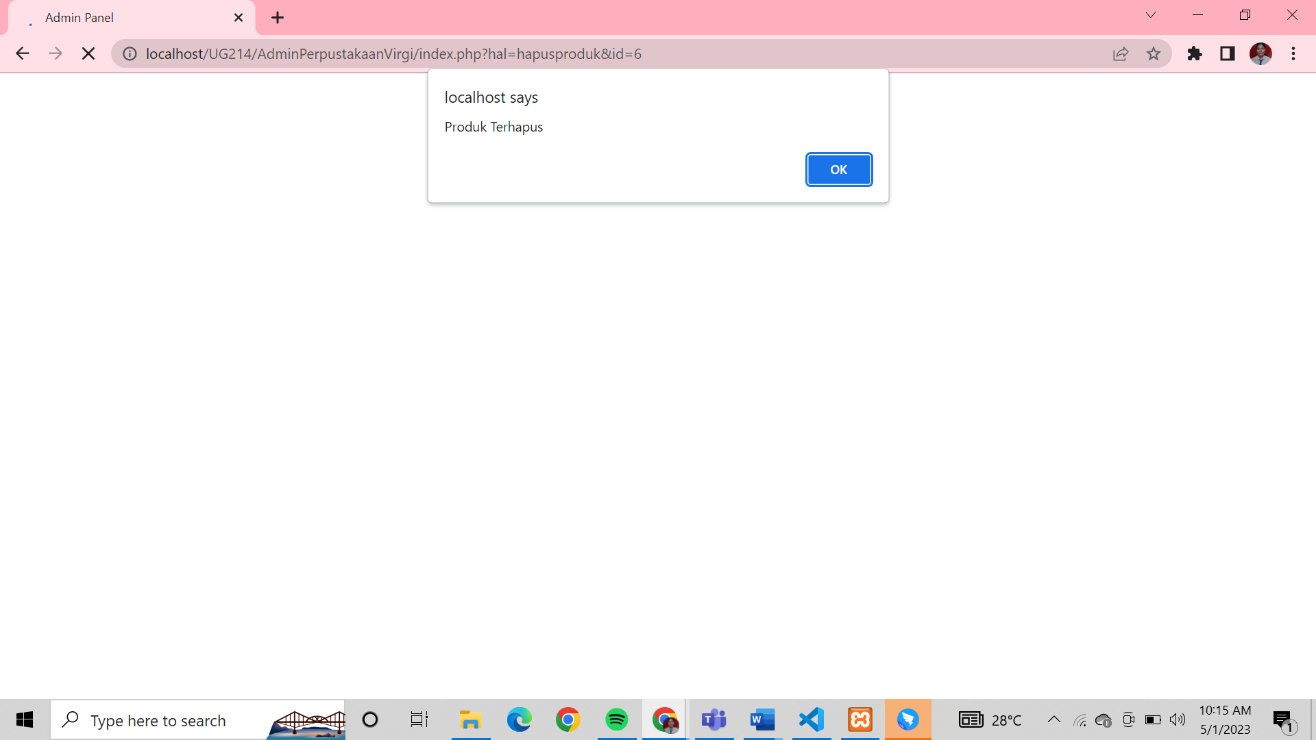 Admin Panel
localhost/UG214/AdminPerpustakaanVirgi/index.php?hal=hapusproduk&id=6
localhost says
Produk Terhapus
OK
Type here to search
28°C
10:15 AM
5/1/2023
1